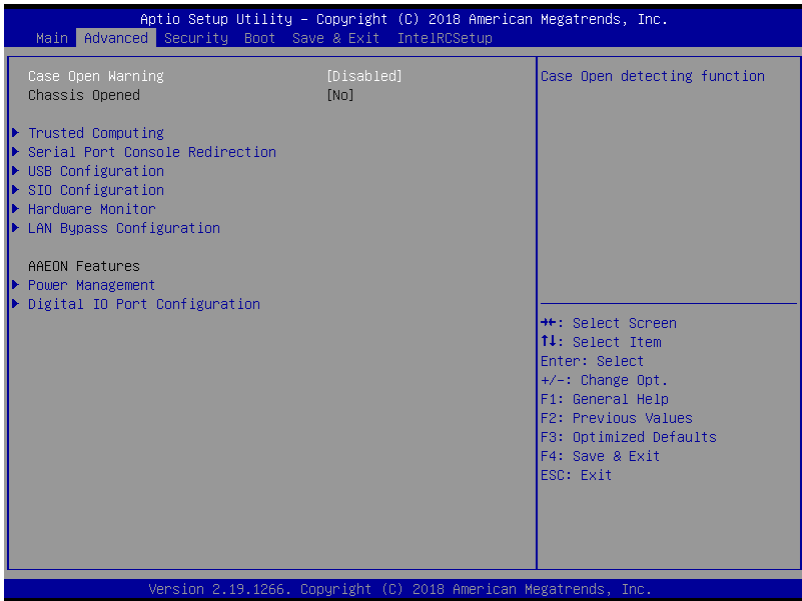 Aptio Setup Utility – Copyright (C) 2018 American Megatrends, Inc.
Main Advanced Security Boot Save & Exit IntelRCSetup
Case Open Warning [Disabled]
Chassis Opened [No]
Trusted Computing
Serial Port Console Redirection
USB Configuration
SIO Configuration
Hardware Monitor
LAN Bypass Configuration
AAEON Features
Power Management
Digital IO Port Configuration
Case Open detecting function
→←: Select Screen
↑↓: Select Item
Enter: Select
+/-: Change Opt.
F1: General Help
F2: Previous Values
F3: Optimized Defaults
F4: Save & Exit
ESC: Exit
Version 2.19.1266. Copyright (C) 2018 American Megatrends, Inc.